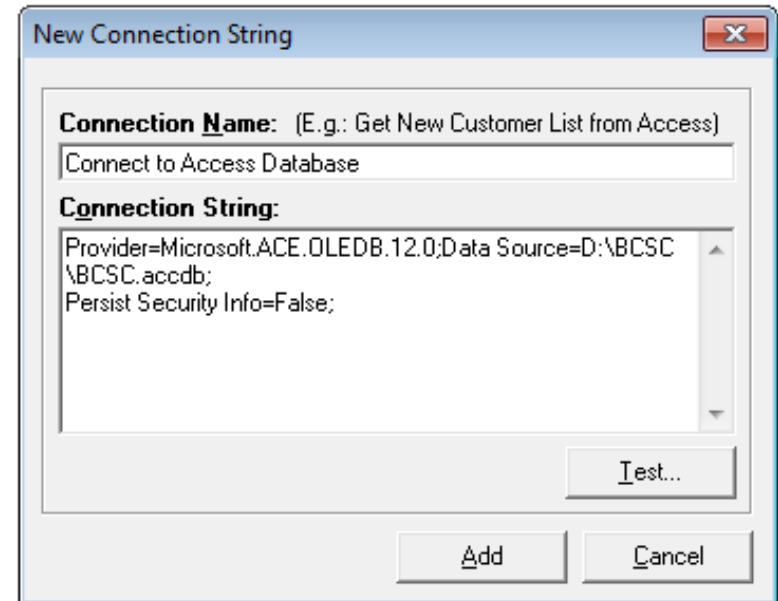 New Connection String
Connection Name: (E.g.: Get New Customer List from Access)
Connect to Access Database
Connection String:
Provider=Microsoft.ACE.OLEDB.12.0;Data Source=D:\BCSC
\BCSC.accdb;
Persist Security Info=False;
Test...
Add Cancel